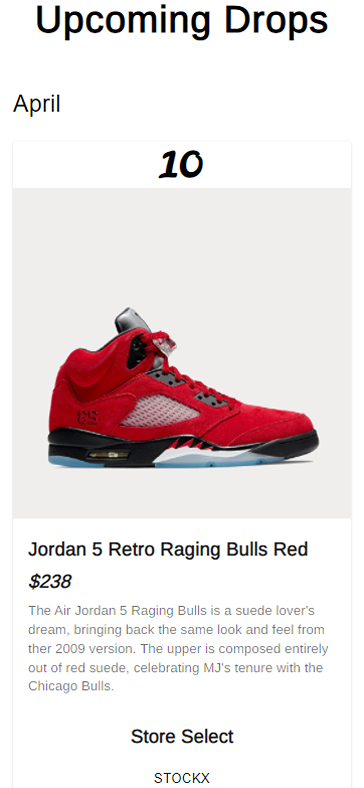 Upcoming Drops
April
10
Jordan 5 Retro Raging Bulls Red
$238
The Air Jordan 5 Raging Bulls is a suede lover's
dream, bringing back the same look and feel from
ther 2009 version. The upper is composed entirely
out of red suede, celebrating MJ's tenure with the
Chicago Bulls.
Store Select
STOCKX